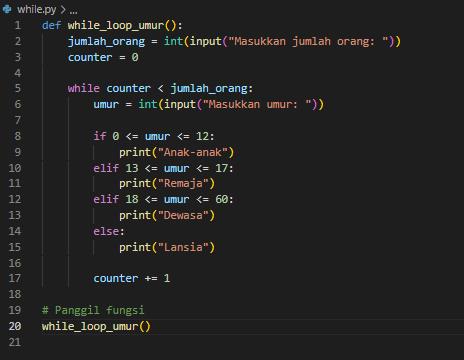 while.py > ...
1 def while_loop_umur():
2     jumlah_orang = int(input("Masukkan jumlah orang: "))
3     counter = 0
4
5     while counter < jumlah_orang:
6         umur = int(input("Masukkan umur: "))
7
8         if 0 <= umur <= 12:
9             print("Anak-anak")
10         elif 13 <= umur <= 17:
11             print("Remaja")
12         elif 18 <= umur <= 60:
13             print("Dewasa")
14         else:
15             print("Lansia")
16
17         counter += 1
18
19 # Panggil fungsi
20 while_loop_umur()
21